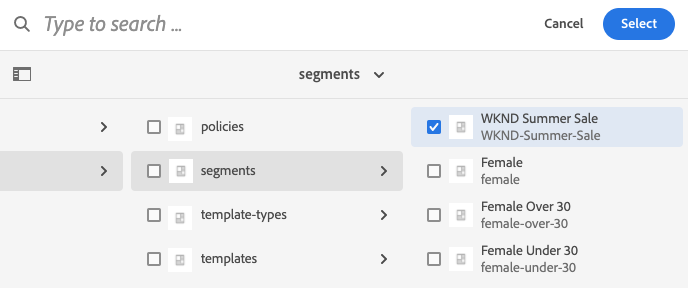 Type to search ...
Cancel
Select
segments
policies
segments
template-types
templates
WKND Summer Sale
WKND-Summer-Sale
Female
female
Female Over 30
female-over-30
Female Under 30
female-under-30